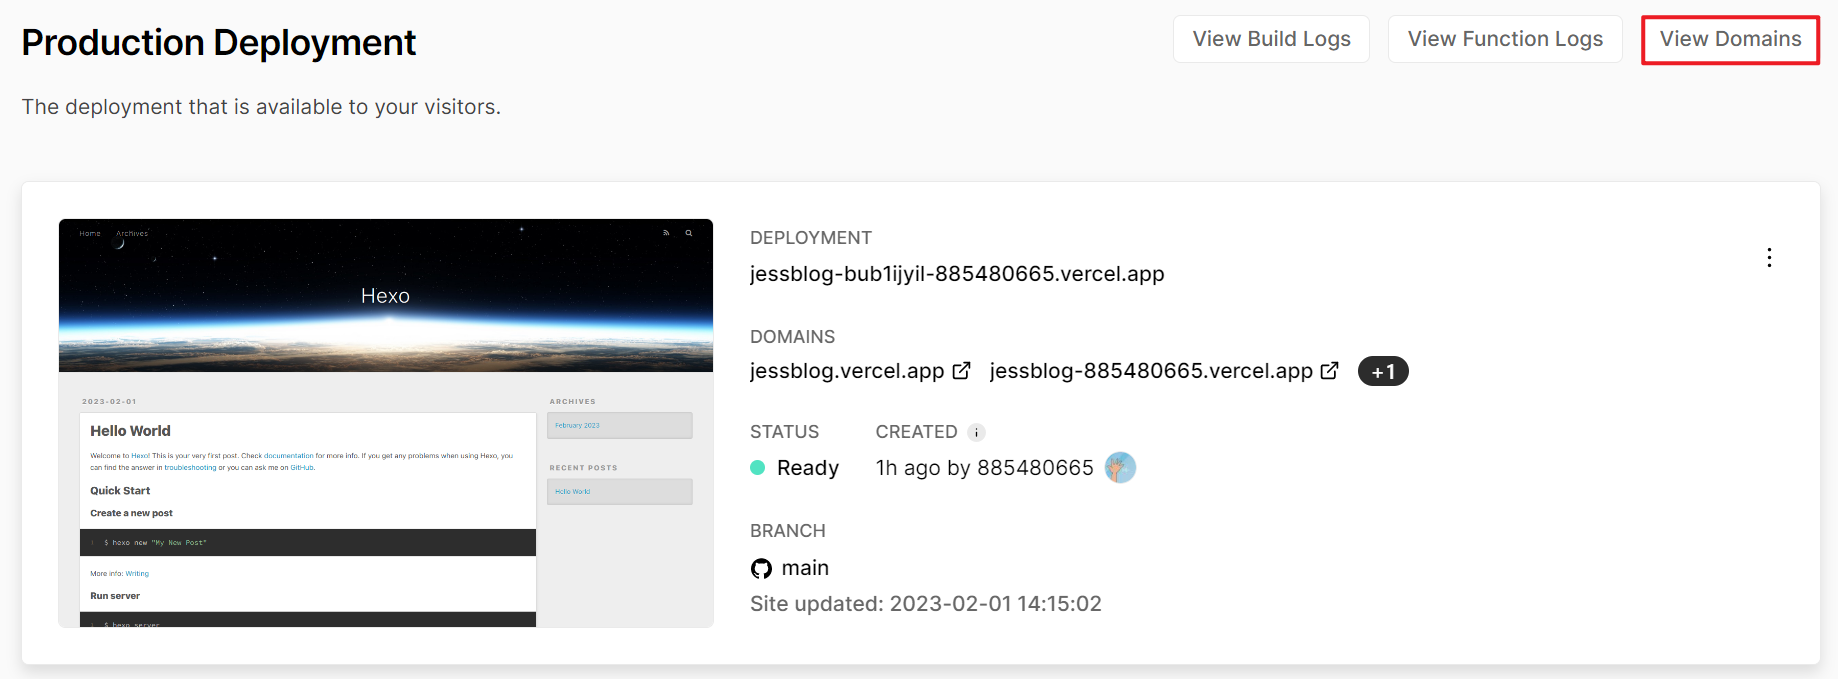 Production Deployment
View Build Logs
View Function Logs
View Domains
The deployment that is available to your visitors.
Home Archives
Hexo
2023-02-01
Hello World
Welcome to Hexo! This is your very first post. Check documentation for more info. If you get any problems when using Hexo, you
can find the answer in troubleshooting or you can ask me on GitHub.
Quick Start
Create a new post
1 $ hexo new "My New Post"
More info: Writing
Run server
1 $ hexo server
ARCHIVES
February 2023
RECENT POSTS
Hello World
DEPLOYMENT
jessblog-bub1ijyil-885480665.vercel.app
DOMAINS
jessblog.vercel.app jessblog-885480665.vercel.app +1
STATUS CREATED i
Ready 1h ago by 885480665
BRANCH
main
Site updated: 2023-02-01 14:15:02